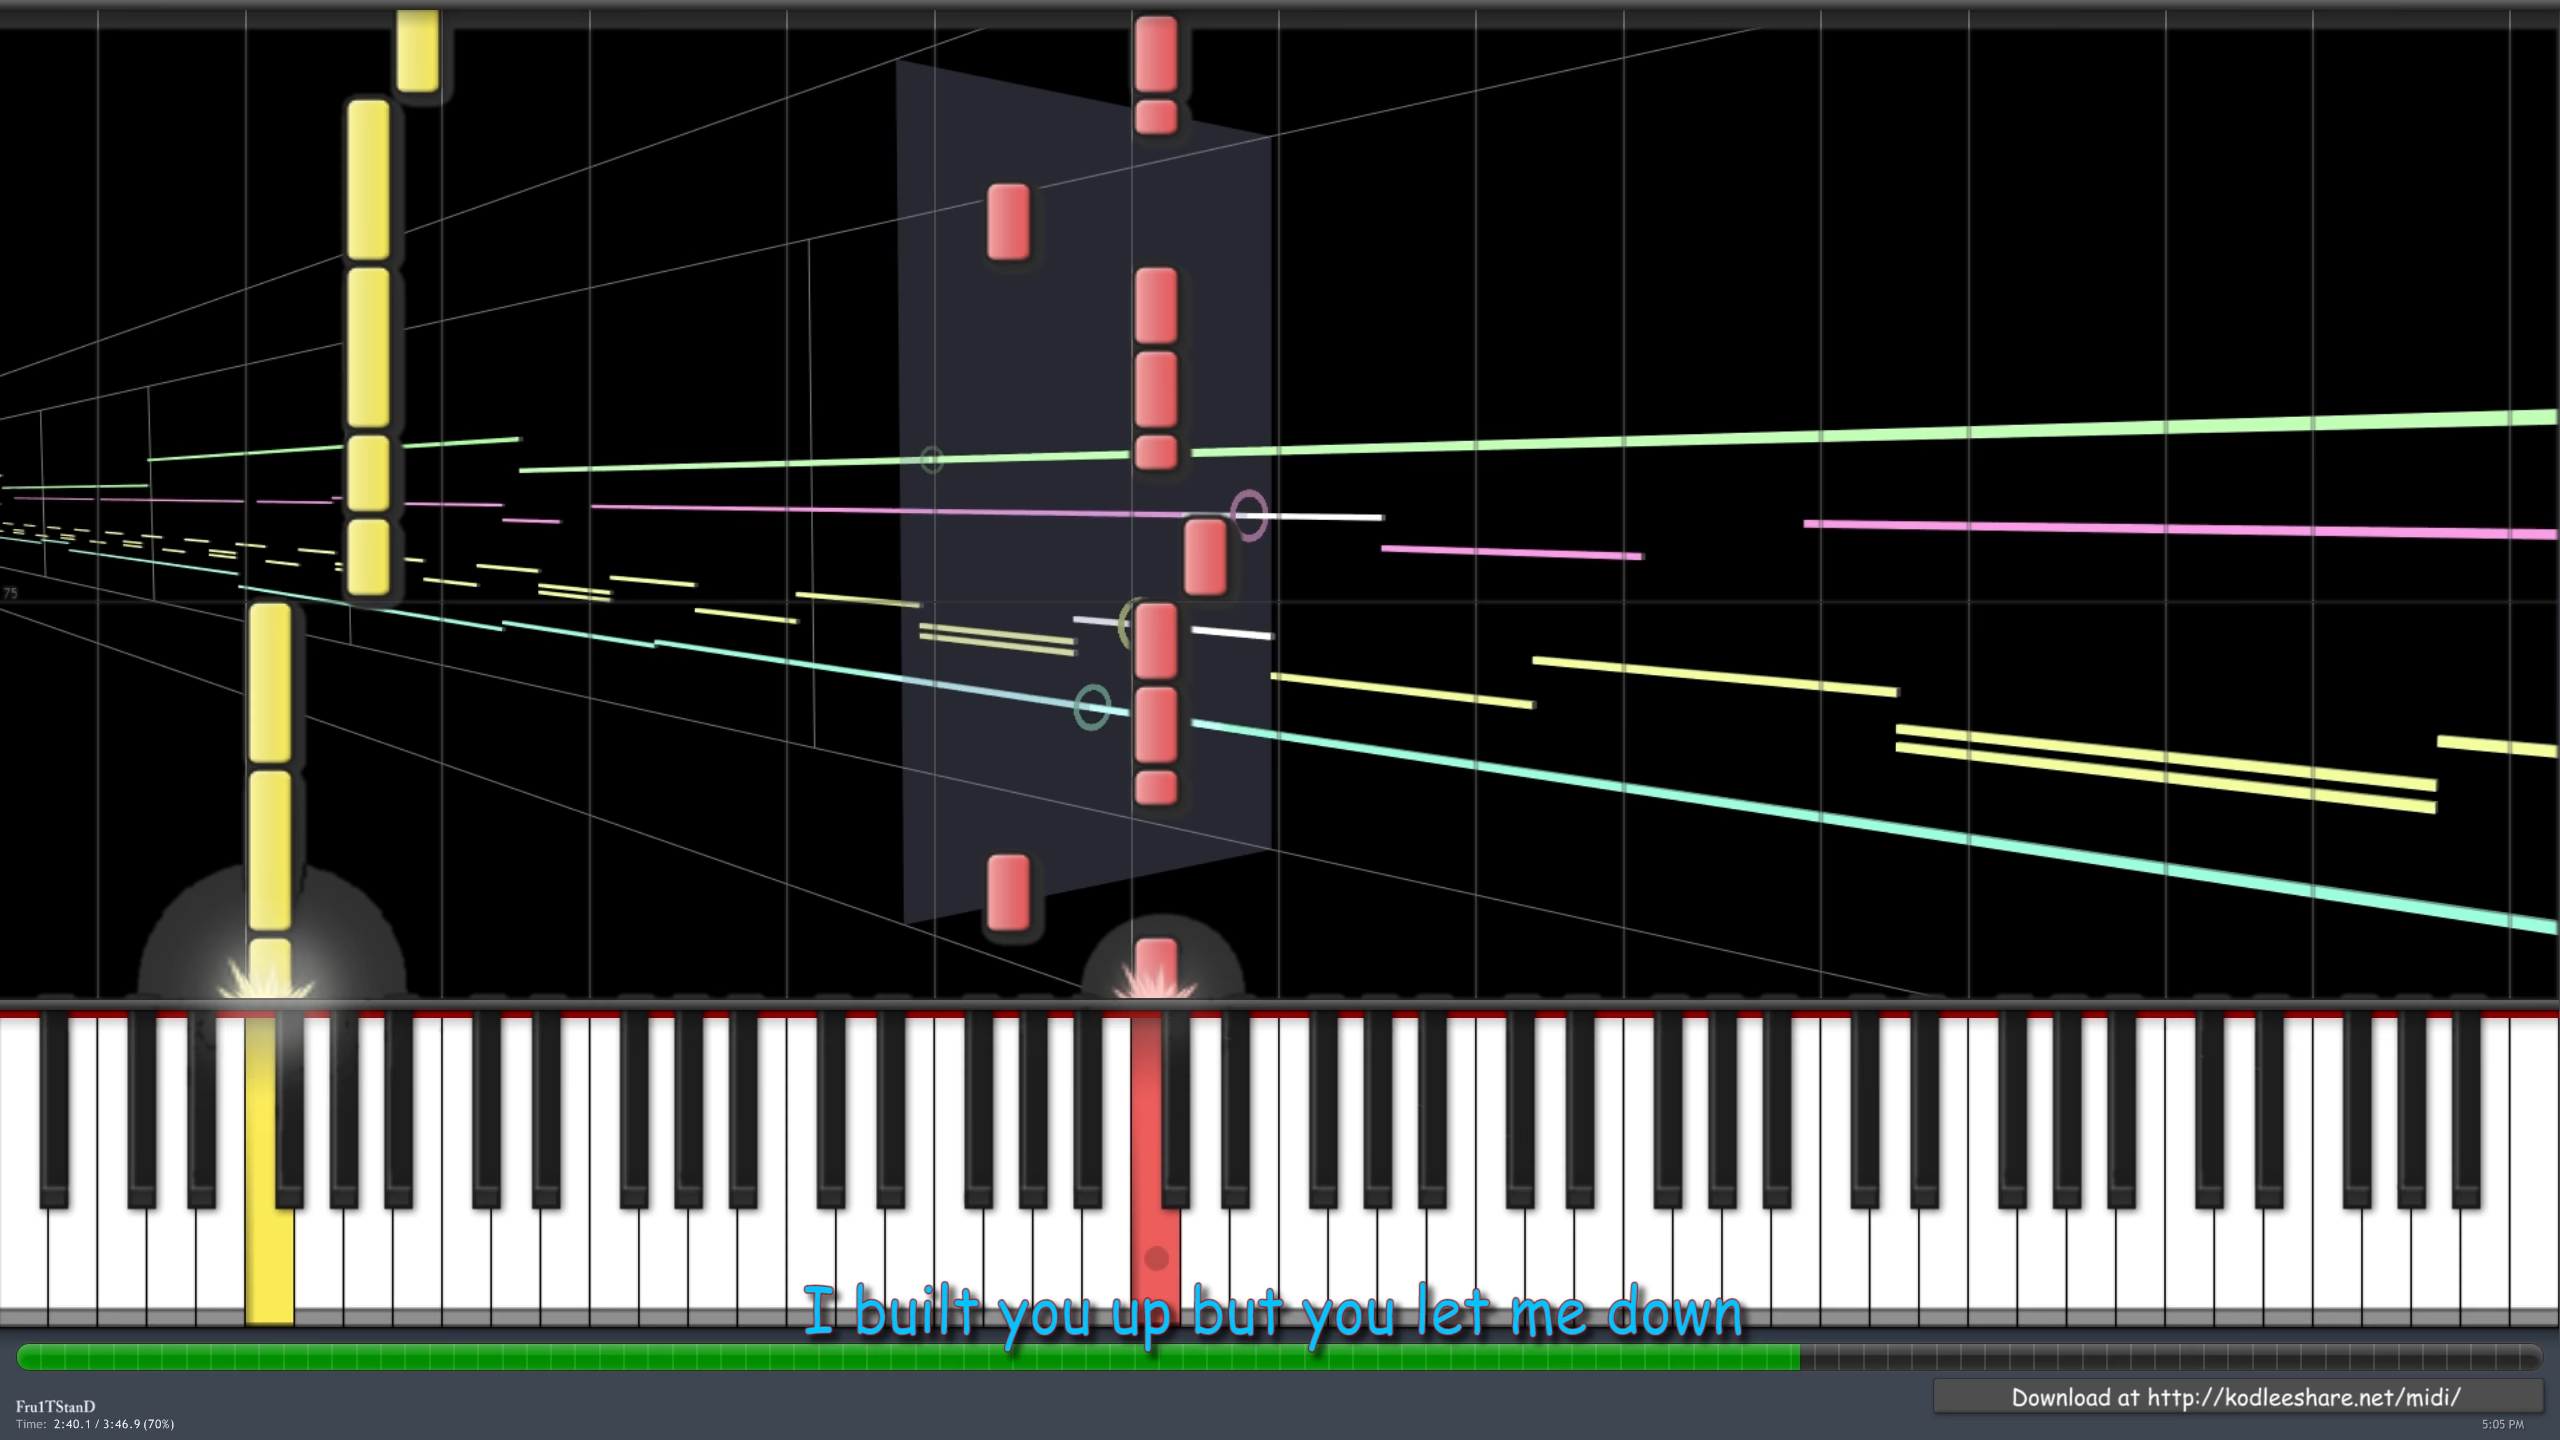 75
I built you up but you let me down
Fru1TStanD
Download at http://kodleeshare.net/midi/
Time: 2:40.1 / 3:46.9 (70%)
5:05 PM